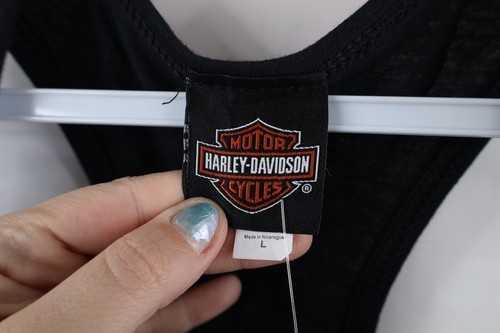 MOTOR
HARLEY-DAVIDSON
CYCLES
®
Made in Nicaragua
L